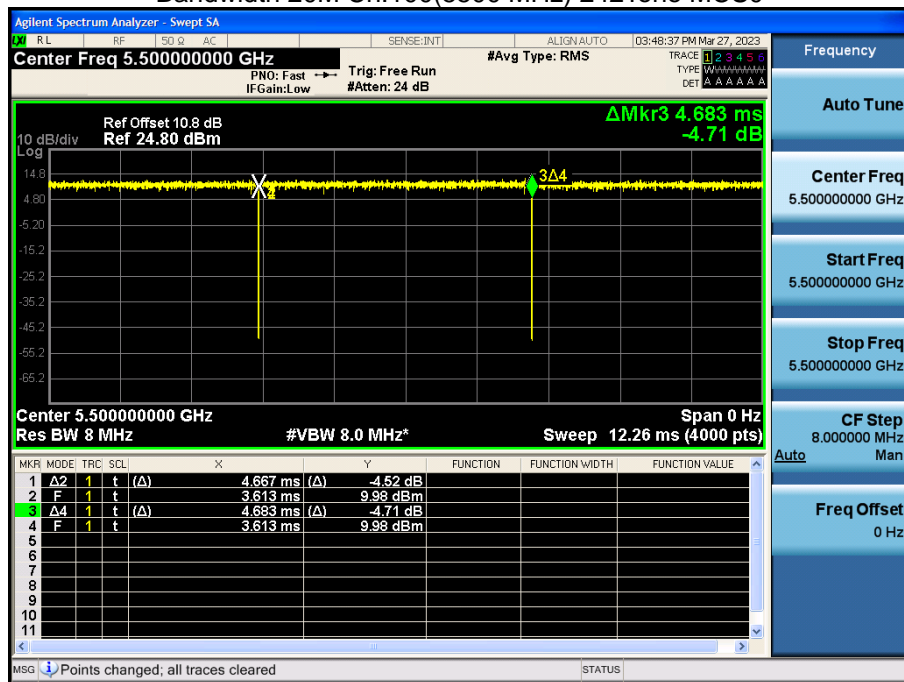 Agilent Spectrum Analyzer - Swept SA
LXI RL RF 50 Ω AC SENSE:INT ALIGN AUTO 03:48:37 PM Mar 27, 2023
Center Freq 5.500000000 GHz
PNO: Fast
IFGain:Low
Trig: Free Run
#Atten: 24 dB
#Avg Type: RMS
TRACE 1 2 3 4 5 6
TYPE WWWWWW
DET A A A A A A
ΔMkr3 4.683 ms
-4.71 dB
Ref Offset 10.8 dB
10 dB/div Ref 24.80 dBm
Log
14.8
4.80
-5.20
-15.2
-25.2
-35.2
-45.2
-55.2
-65.2
3Δ4
Center 5.500000000 GHz Span 0 Hz
Res BW 8 MHz #VBW 8.0 MHz* Sweep 12.26 ms (4000 pts)
MKR MODE TRC SCL X Y FUNCTION FUNCTION WIDTH FUNCTION VALUE
1 Δ2 1 t (Δ) 4.667 ms (Δ) -4.52 dB
2 F 1 t 3.613 ms 9.98 dBm
3 Δ4 1 t (Δ) 4.683 ms (Δ) -4.71 dB
4 F 1 t 3.613 ms 9.98 dBm
5
6
7
8
9
10
11
MSG Points changed; all traces cleared STATUS
Frequency
Auto Tune
Center Freq
5.500000000 GHz
Start Freq
5.500000000 GHz
Stop Freq
5.500000000 GHz
CF Step
8.000000 MHz
Auto Man
Freq Offset
0 Hz